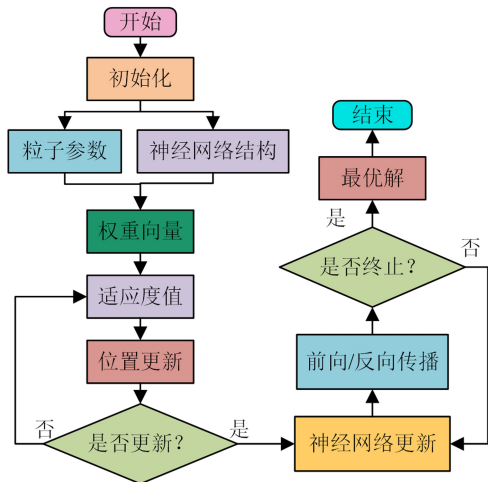 开始
初始化
粒子参数
神经网络结构
权重向量
适应度值
位置更新
是否更新？
否
是
神经网络更新
前向/反向传播
是否终止？
是
否
最优解
结束